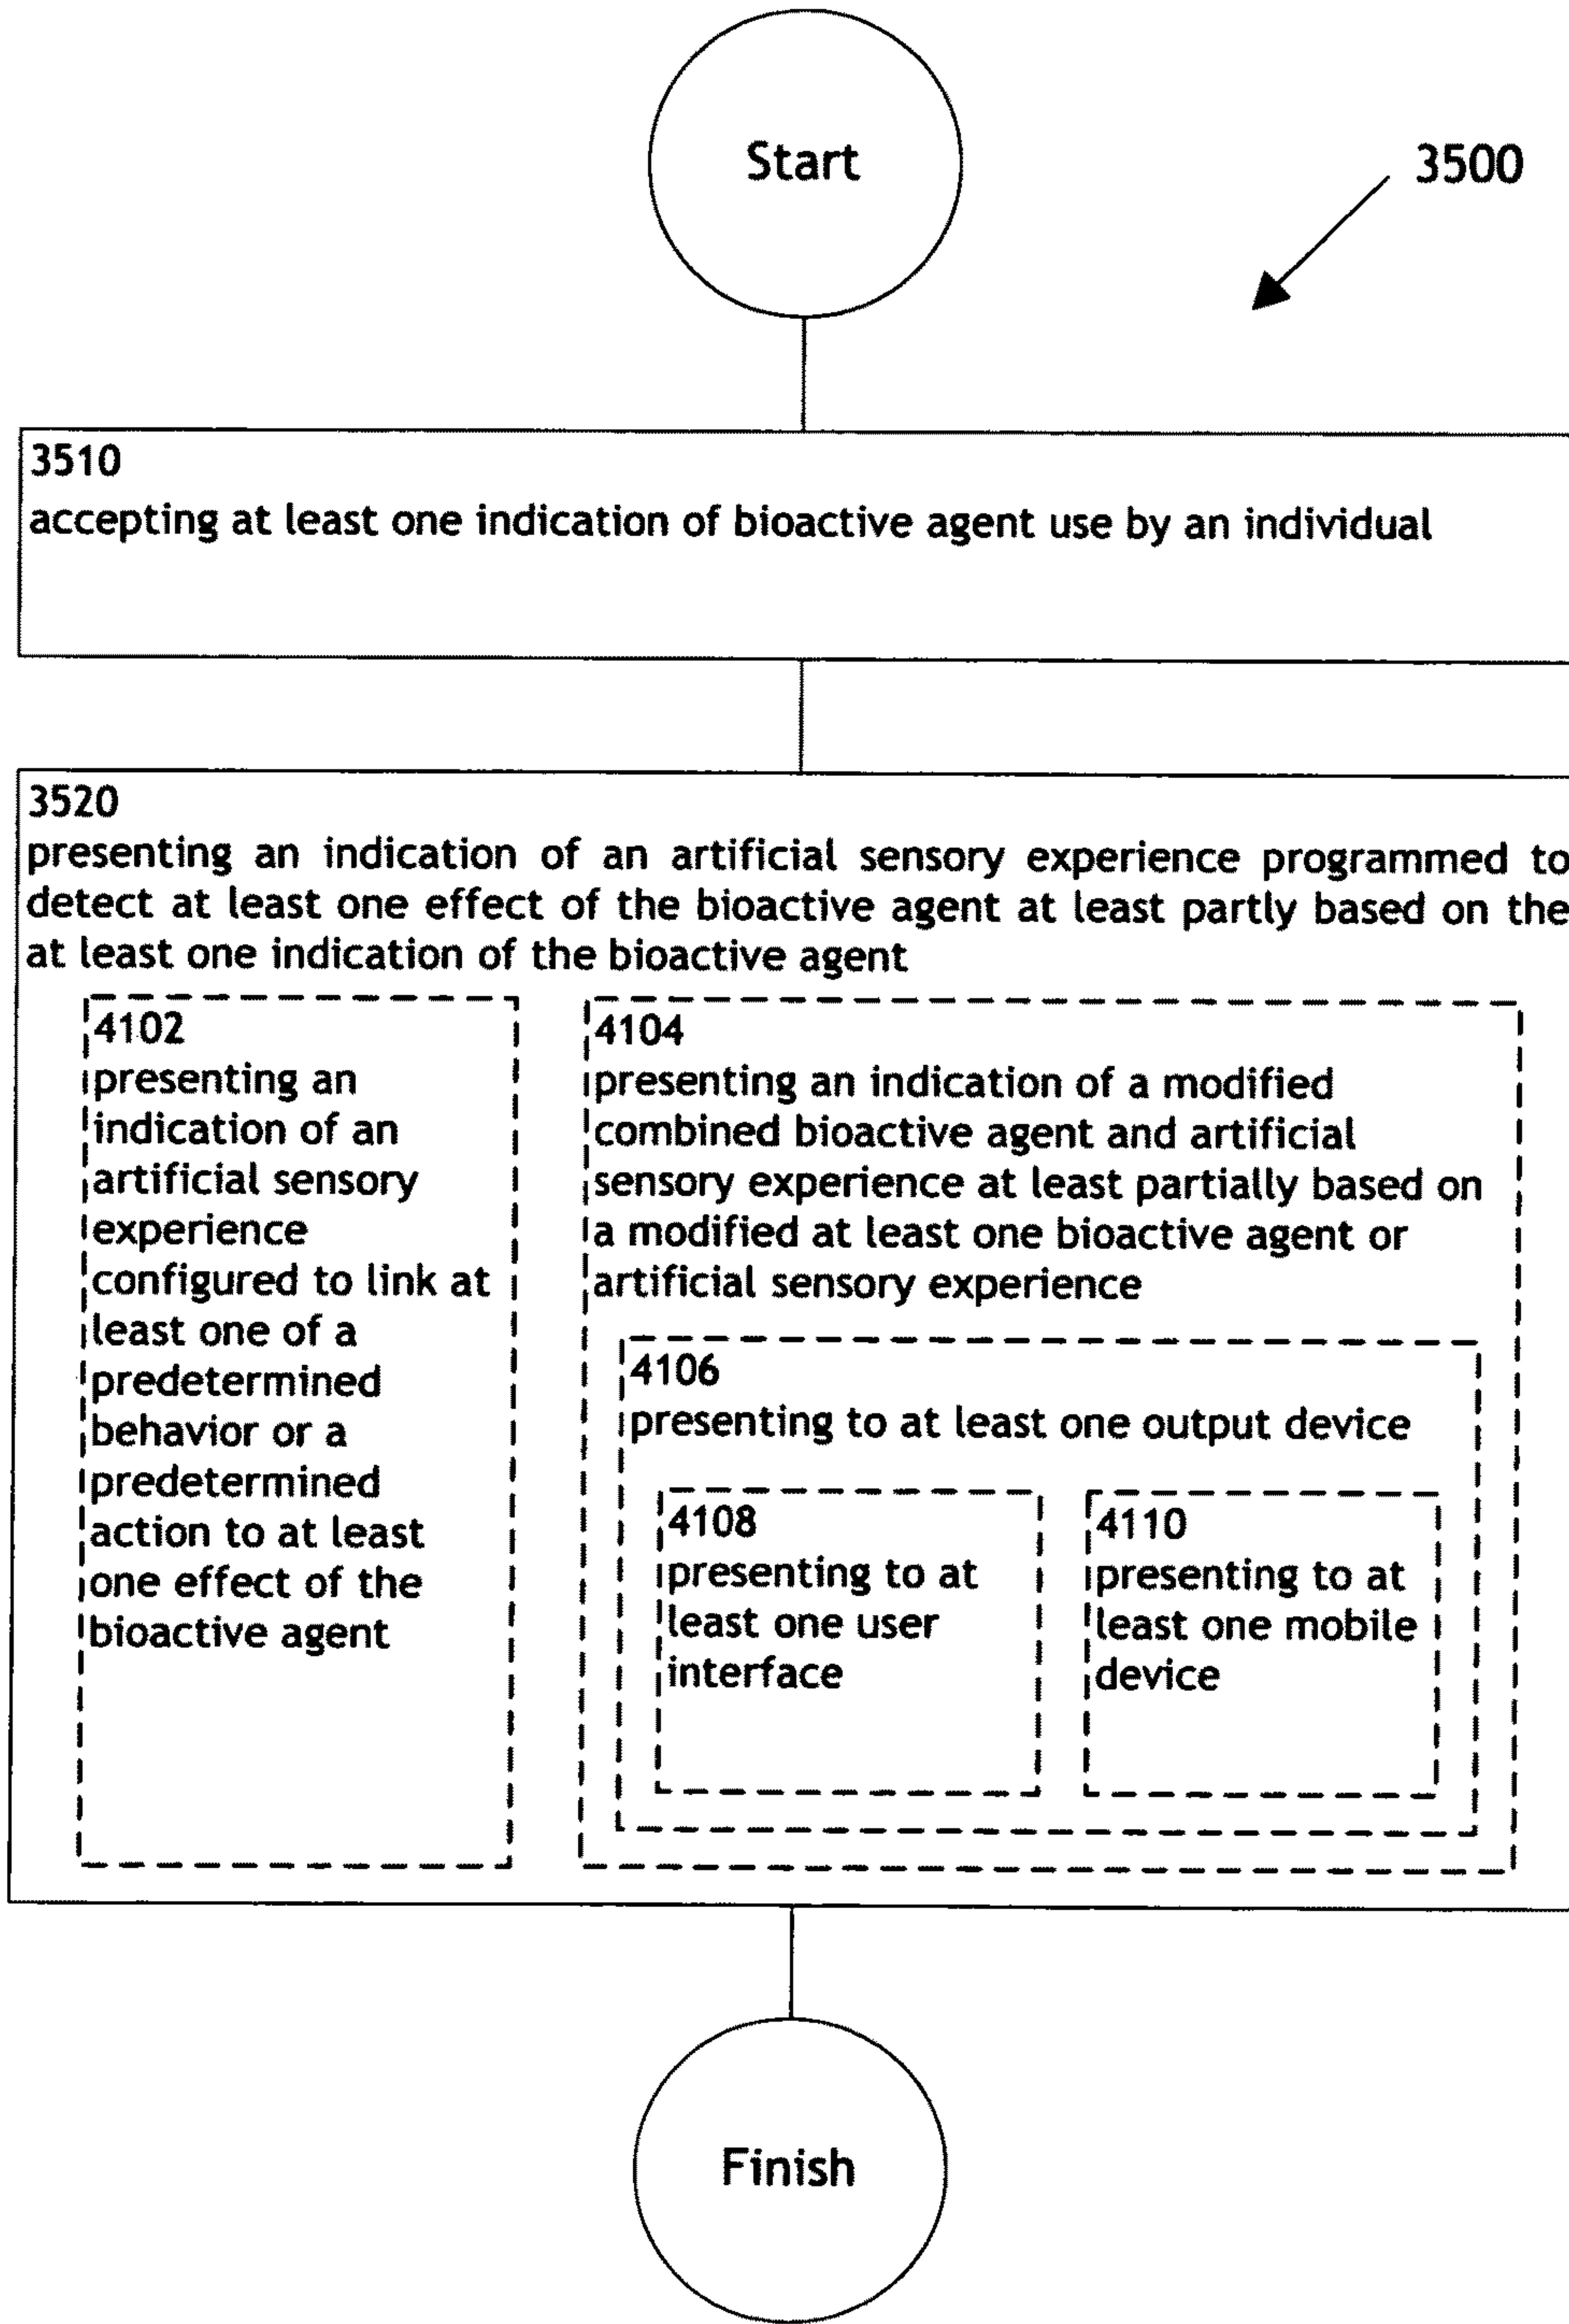 Start
3500
3510
accepting at least one indication of bioactive agent use by an individual
3520
presenting an indication of an artificial sensory experience programmed to
detect at least one effect of the bioactive agent at least partly based on the
at least one indication of the bioactive agent
4102
presenting an
indication of an
artificial sensory
experience
configured to link at
least one of a
predetermined
behavior or a
predetermined
action to at least
one effect of the
bioactive agent
4104
presenting an indication of a modified
combined bioactive agent and artificial
sensory experience at least partially based on
a modified at least one bioactive agent or
artificial sensory experience
4106
presenting to at least one output device
4108
presenting to at
least one user
interface
4110
presenting to at
least one mobile
device
Finish